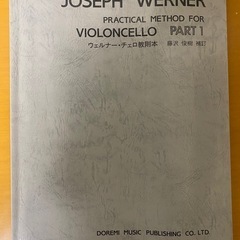 JOSEPH WERNER
PRACTICAL METHOD FOR
VIOLONCELLO PART 1
ウェルナー・チェロ教則本 藤沢 俊樹 補訂
DOREMI MUSIC PUBLISHING CO. LTD.